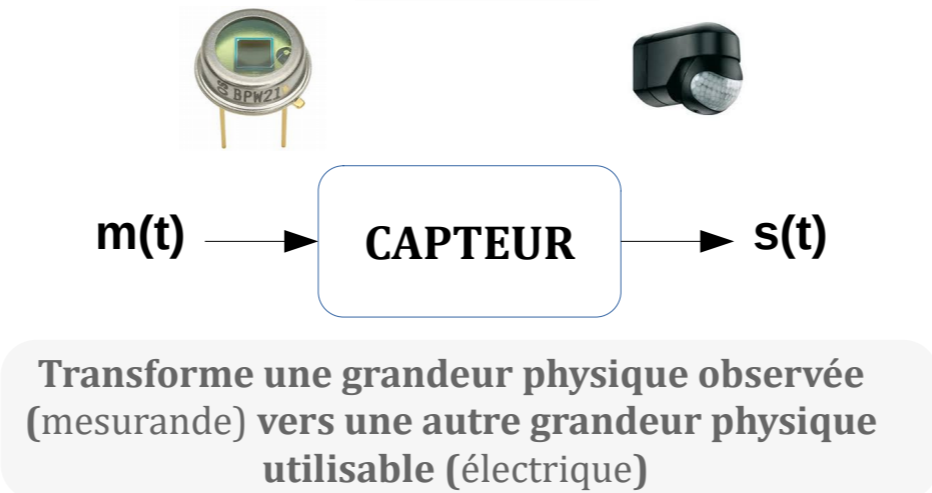 BPW21
m(t)
CAPTEUR
s(t)
Transforme une grandeur physique observée
(mesurande) vers une autre grandeur physique
utilisable (électrique)